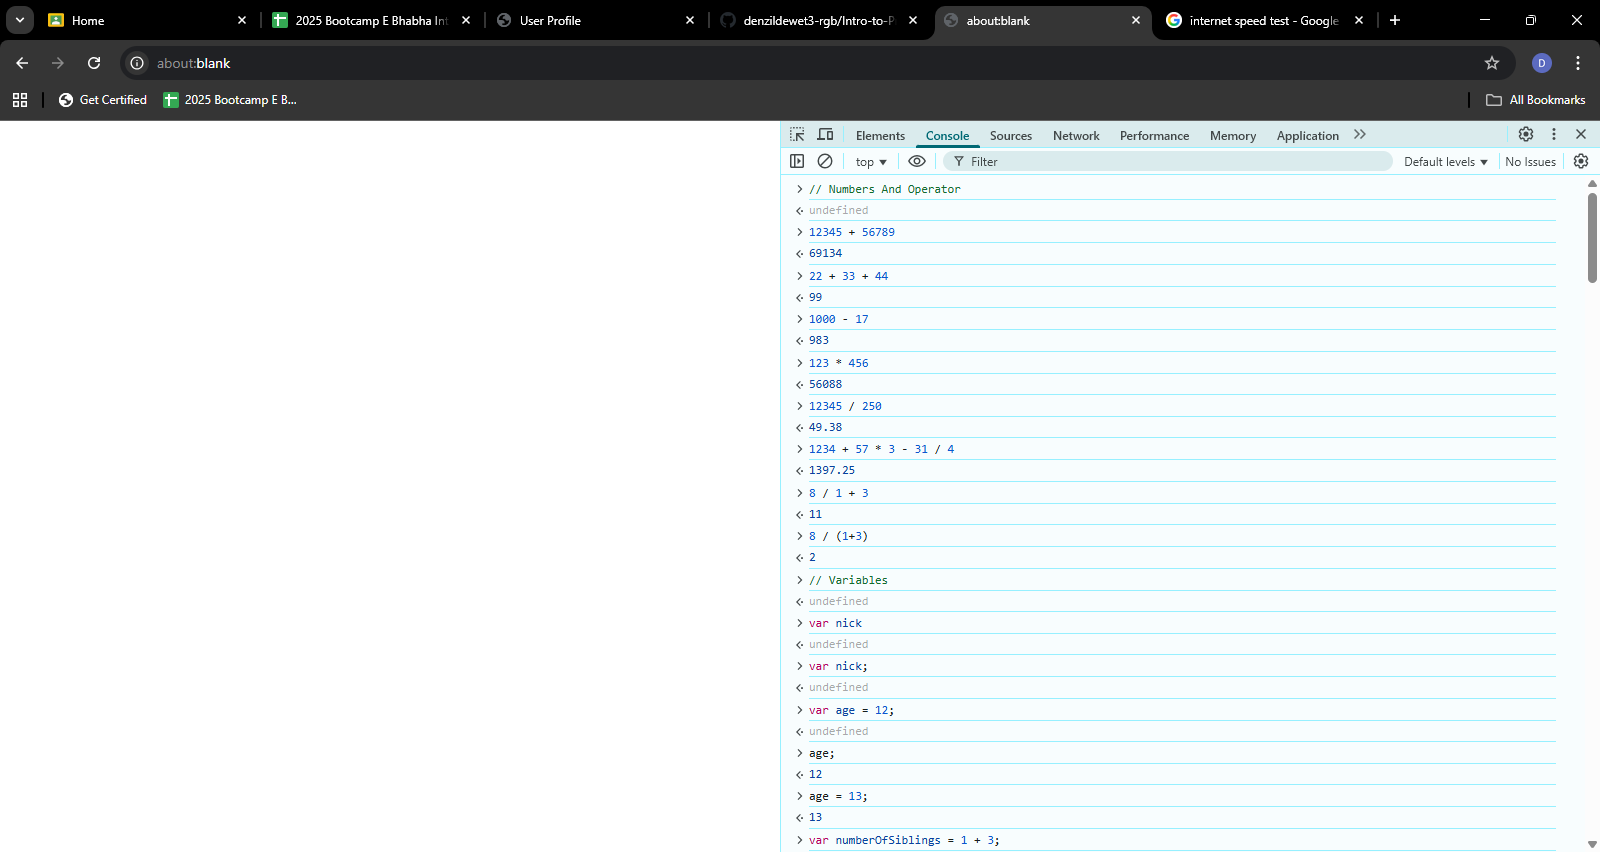 Home
2025 Bootcamp E Bhabha Int
User Profile
denzildewet3-rgb/Intro-to-P
about:blank
internet speed test - Google
about:blank
D
Get Certified
2025 Bootcamp E B...
All Bookmarks
Elements Console Sources Network Performance Memory Application
top Filter Default levels No Issues
// Numbers And Operator
undefined
12345 + 56789
69134
22 + 33 + 44
99
1000 - 17
983
123 * 456
56088
12345 / 250
49.38
1234 + 57 * 3 - 31 / 4
1397.25
8 / 1 + 3
11
8 / (1+3)
2
// Variables
undefined
var nick
undefined
var nick;
undefined
var age = 12;
undefined
age;
12
age = 13;
13
var numberOfSiblings = 1 + 3;